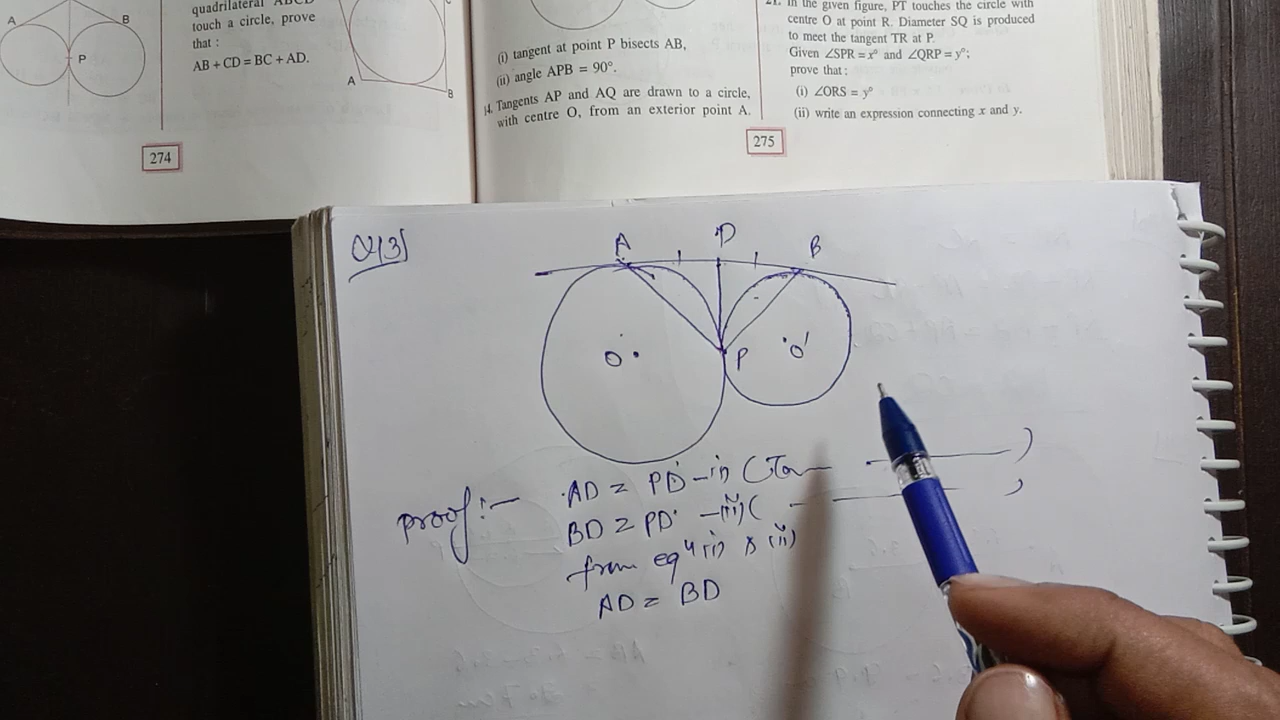 A
B
P
quadrilateral ABCD
touch a circle, prove
that :
AB + CD = BC + AD.
A
B
274
(i) tangent at point P bisects AB,
(ii) angle APB = 90°.
14. Tangents AP and AQ are drawn to a circle,
with centre O, from an exterior point A.
21. In the given figure, PT touches the circle with
centre O at point R. Diameter SQ is produced
to meet the tangent TR at P.
Given ∠SPR = x° and ∠QRP = y°;
prove that :
(i) ∠ORS = y°
(ii) write an expression connecting x and y.
275
Q13]
A D B
O P O'
proof:-
AD = PD -(i) (Tan )
BD = PD -(ii) ( )
from eqn (i) & (ii)
AD = BD